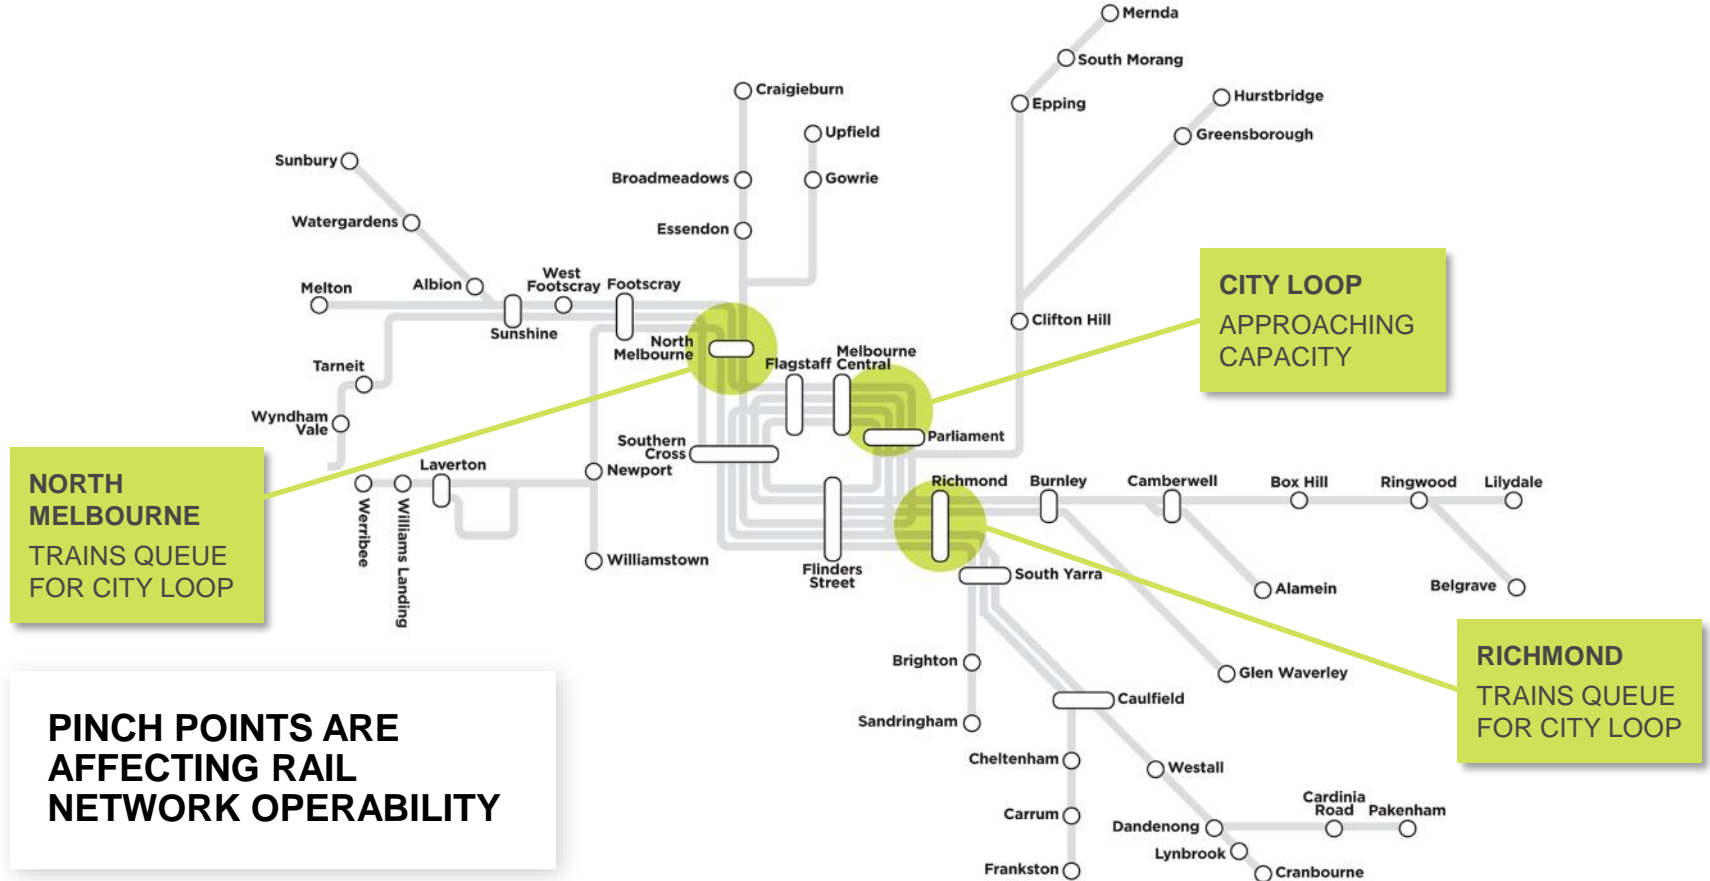 Mernda
South Morang
Craigieburn
Epping
Hurstbridge
Upfield
Greensborough
Sunbury
Broadmeadows
Gowrie
Watergardens
Essendon
Melton
Albion
West
Footscray
Footscray
Sunshine
Clifton Hill
CITY LOOP
APPROACHING
CAPACITY
North
Melbourne
Flagstaff
Melbourne
Central
Tarneit
Wyndham
Vale
Southern
Cross
Parliament
NORTH
MELBOURNE
TRAINS QUEUE
FOR CITY LOOP
Laverton
Newport
Werribee
Williams Landing
Williamstown
Flinders
Street
Richmond
Burnley
Camberwell
Box Hill
Ringwood
Lilydale
South Yarra
Alamein
Belgrave
Brighton
Glen Waverley
RICHMOND
TRAINS QUEUE
FOR CITY LOOP
Caulfield
Sandringham
PINCH POINTS ARE
AFFECTING RAIL
NETWORK OPERABILITY
Cheltenham
Westall
Carrum
Cardinia
Road
Pakenham
Dandenong
Lynbrook
Frankston
Cranbourne